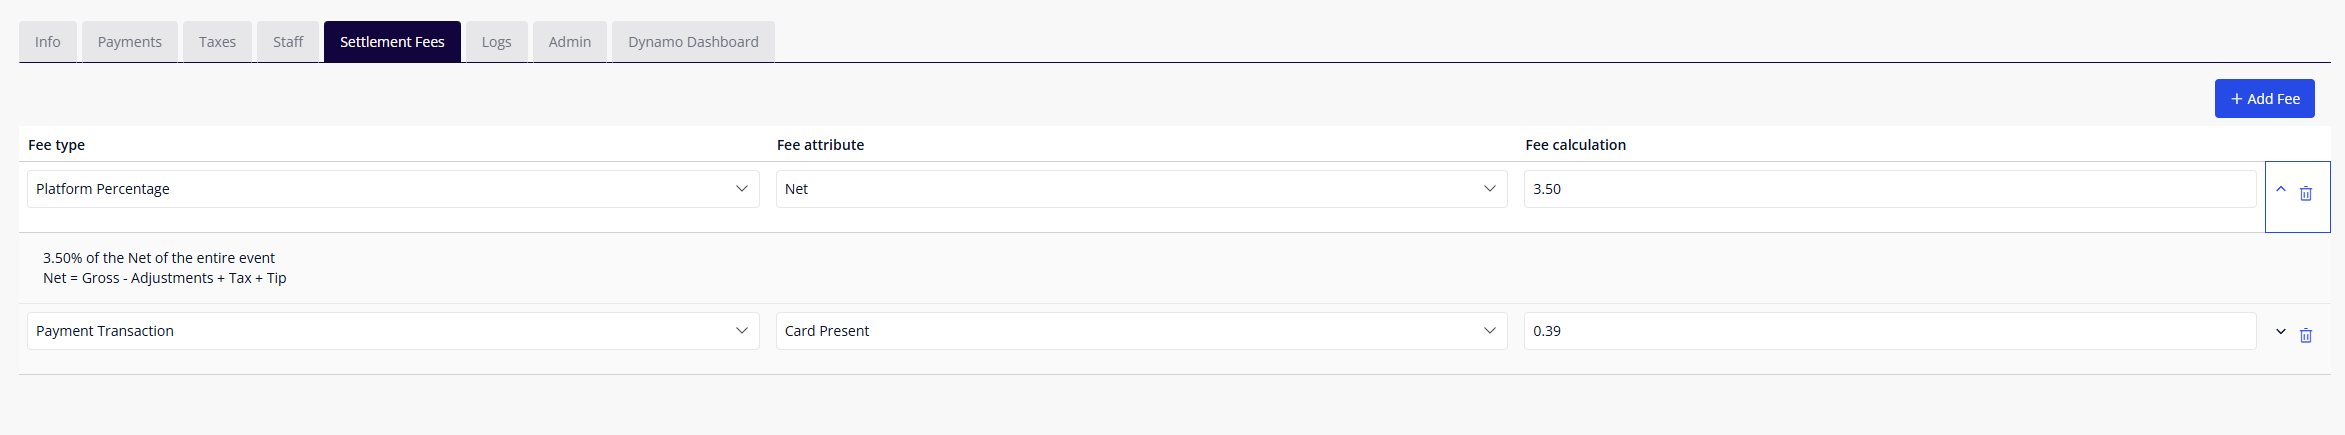 Info Payments Taxes Staff Settlement Fees Logs Admin Dynamo Dashboard
+ Add Fee
Fee type Fee attribute Fee calculation
Platform Percentage Net 3.50
3.50% of the Net of the entire event
Net = Gross - Adjustments + Tax + Tip
Payment Transaction Card Present 0.39